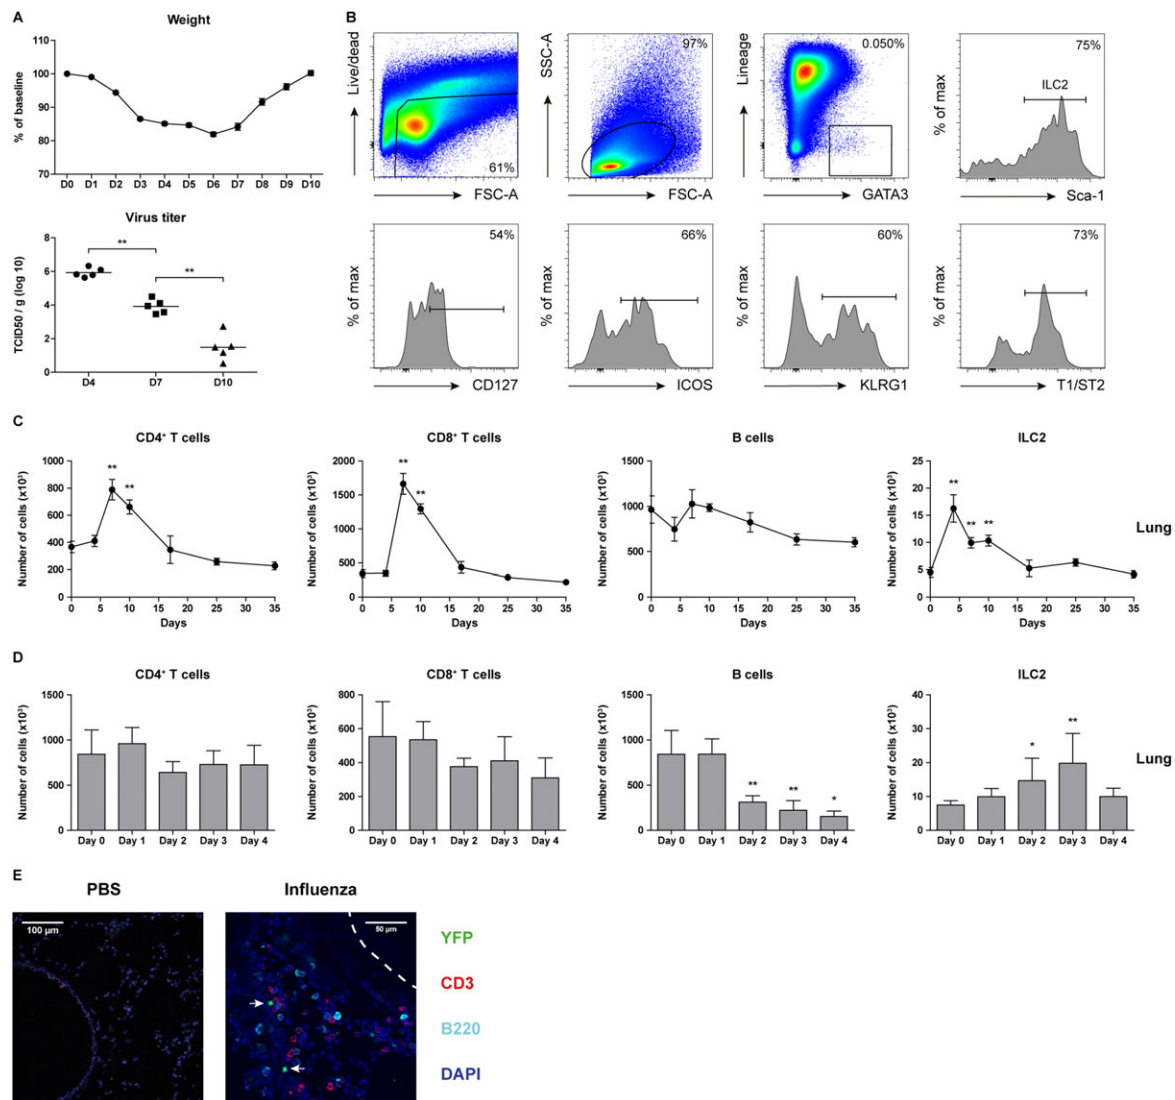 A
Weight
% of baseline
110
100
90
80
70
D0 D1 D2 D3 D4 D5 D6 D7 D8 D9 D10
Virus titer
TCID50 / g (log 10)
8
6
4
2
0
**
**
D4 D7 D10
B
Live/dead
61%
FSC-A
SSC-A
97%
FSC-A
Lineage
0.050%
GATA3
% of max
75%
ILC2
Sca-1
% of max
54%
CD127
% of max
66%
ICOS
% of max
60%
KLRG1
% of max
73%
T1/ST2
C
CD4⁺ T cells
Number of cells (x10³)
1000
800
600
400
200
0
**
**
0 5 10 15 20 25 30 35
Days
CD8⁺ T cells
Number of cells (x10³)
2000
1500
1000
500
0
**
**
0 5 10 15 20 25 30 35
Days
B cells
Number of cells (x10³)
1500
1000
500
0
0 5 10 15 20 25 30 35
Days
ILC2
Number of cells (x10³)
25
20
15
10
5
0
**
**
**
0 5 10 15 20 25 30 35
Days
Lung
D
CD4⁺ T cells
Number of cells (x10³)
1500
1000
500
0
Day 0 Day 1 Day 2 Day 3 Day 4
CD8⁺ T cells
Number of cells (x10³)
800
600
400
200
0
Day 0 Day 1 Day 2 Day 3 Day 4
B cells
Number of cells (x10³)
1500
1000
500
0
**
**
*
Day 0 Day 1 Day 2 Day 3 Day 4
ILC2
Number of cells (x10³)
40
30
20
10
0
*
**
Day 0 Day 1 Day 2 Day 3 Day 4
Lung
E
PBS
100 µm
Influenza
50 µm
YFP
CD3
B220
DAPI